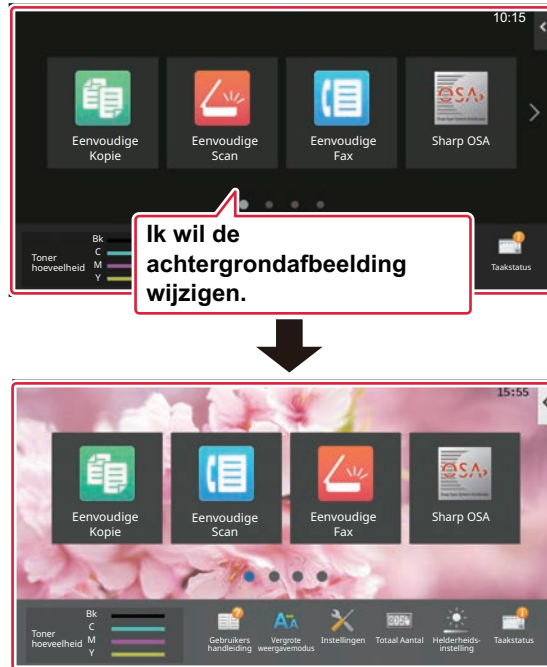 10:15
Eenvoudige
Kopie
Eenvoudige
Scan
Eenvoudige
Fax
OSA
Sharp OSA
Toner
hoeveelheid
Bk
C
M
Y
Ik wil de
achtergrondafbeelding
wijzigen.
Taakstatus
15:55
Eenvoudige
Kopie
Eenvoudige
Scan
Eenvoudige
Fax
OSA
Sharp OSA
Toner
hoeveelheid
Bk
C
M
Y
Gebruikers
handleiding
Vergrote
weergavemodus
Instellingen
Totaal Aantal
Helderheids-
instelling
Taakstatus